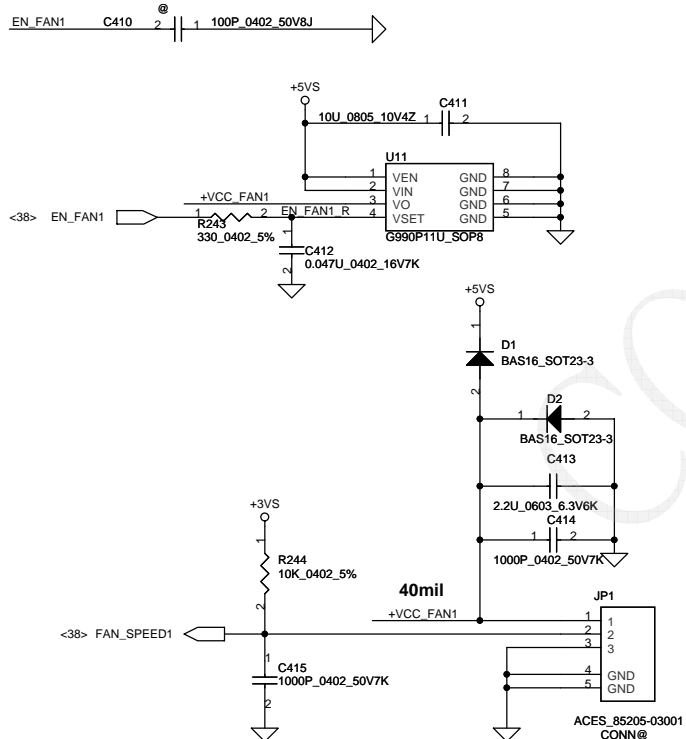 @
EN_FAN1 C410 2 1 100P_0402_50V8J
+5VS
C411
10U_0805_10V4Z 1 2
U11
1 VEN GND 8
2 VIN GND 7
+VCC_FAN1 3 VO GND 6
<38> EN_FAN1 1 2 EN_FAN1_R 4 VSET GND 5
R243
330_0402_5%
G990P11U_SOP8
1
C412
0.047U_0402_16V7K
2
+5VS
1
D1
BAS16_SOT23-3
2
D2
1 2
BAS16_SOT23-3
C413
2.2U_0603_6.3V6K
C414
1 2
1000P_0402_50V7K
+3VS
1
R244
10K_0402_5%
2
40mil
JP1
+VCC_FAN1 1 1
<38> FAN_SPEED1 2 2
3 3
4 GND
5 GND
1
C415
1000P_0402_50V7K
2
ACES_85205-03001
CONN@